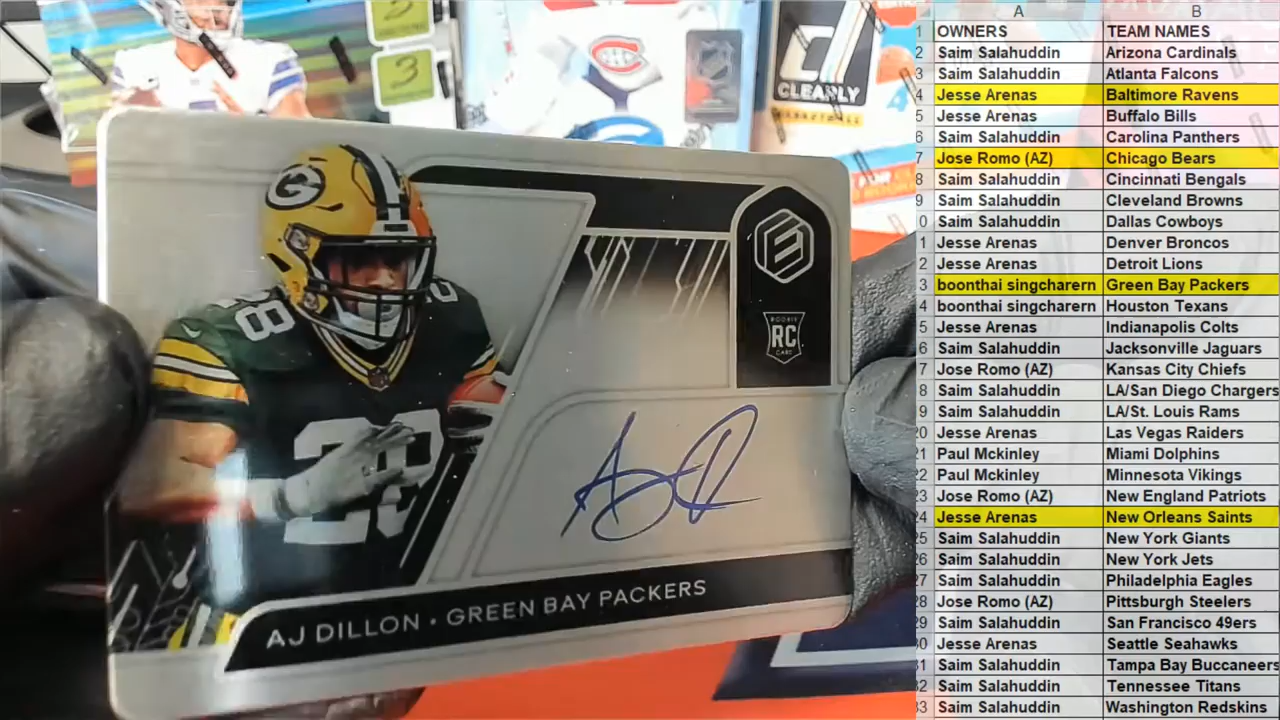 5
3
CLEARLY
G
28
28
E
ROOKIE
RC
CARD
AJ DILLON • GREEN BAY PACKERS
A B
1 OWNERS TEAM NAMES
2 Saim Salahuddin Arizona Cardinals
3 Saim Salahuddin Atlanta Falcons
4 Jesse Arenas Baltimore Ravens
5 Jesse Arenas Buffalo Bills
6 Saim Salahuddin Carolina Panthers
7 Jose Romo (AZ) Chicago Bears
8 Saim Salahuddin Cincinnati Bengals
9 Saim Salahuddin Cleveland Browns
0 Saim Salahuddin Dallas Cowboys
1 Jesse Arenas Denver Broncos
2 Jesse Arenas Detroit Lions
3 boonthai singcharern Green Bay Packers
4 boonthai singcharern Houston Texans
5 Jesse Arenas Indianapolis Colts
6 Saim Salahuddin Jacksonville Jaguars
7 Jose Romo (AZ) Kansas City Chiefs
8 Saim Salahuddin LA/San Diego Chargers
9 Saim Salahuddin LA/St. Louis Rams
20 Jesse Arenas Las Vegas Raiders
21 Paul Mckinley Miami Dolphins
22 Paul Mckinley Minnesota Vikings
23 Jose Romo (AZ) New England Patriots
24 Jesse Arenas New Orleans Saints
25 Saim Salahuddin New York Giants
26 Saim Salahuddin New York Jets
27 Saim Salahuddin Philadelphia Eagles
28 Jose Romo (AZ) Pittsburgh Steelers
29 Saim Salahuddin San Francisco 49ers
30 Jesse Arenas Seattle Seahawks
31 Saim Salahuddin Tampa Bay Buccaneers
32 Saim Salahuddin Tennessee Titans
33 Saim Salahuddin Washington Redskins